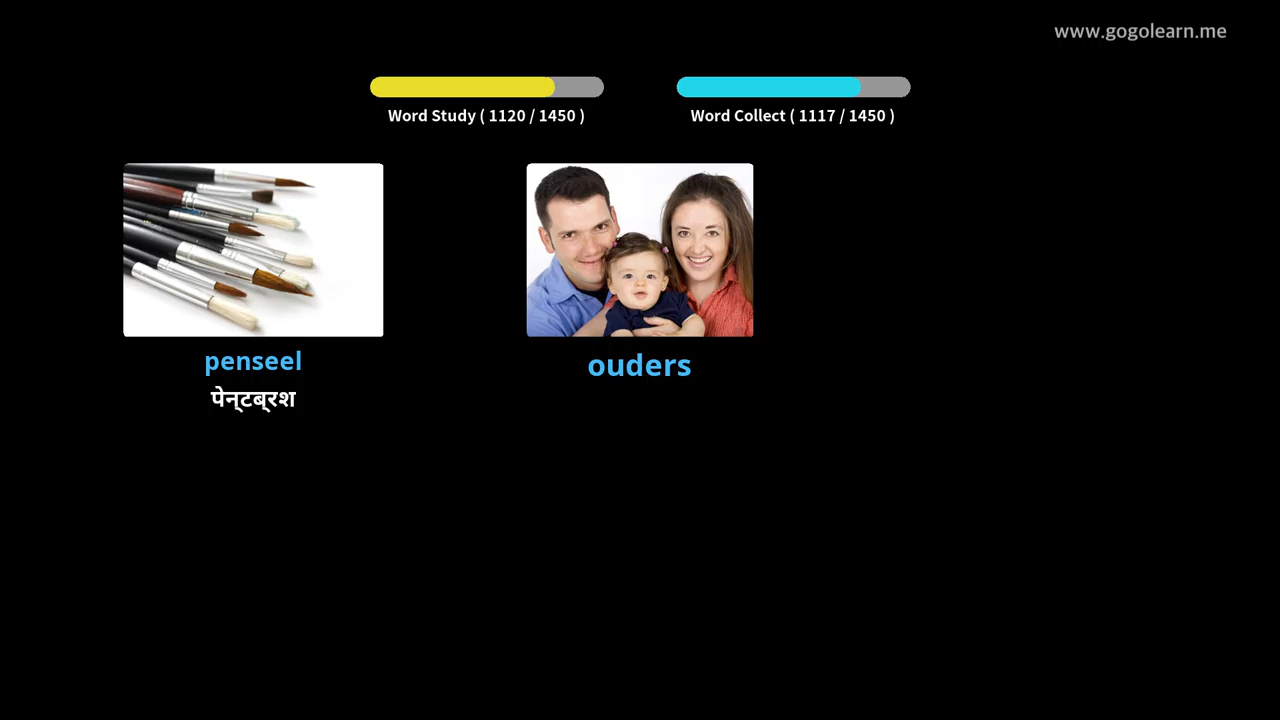 www.gogolearn.me
Word Study ( 1120 / 1450 )
Word Collect ( 1117 / 1450 )
penseel
पेन्‌टब्‌रश
ouders